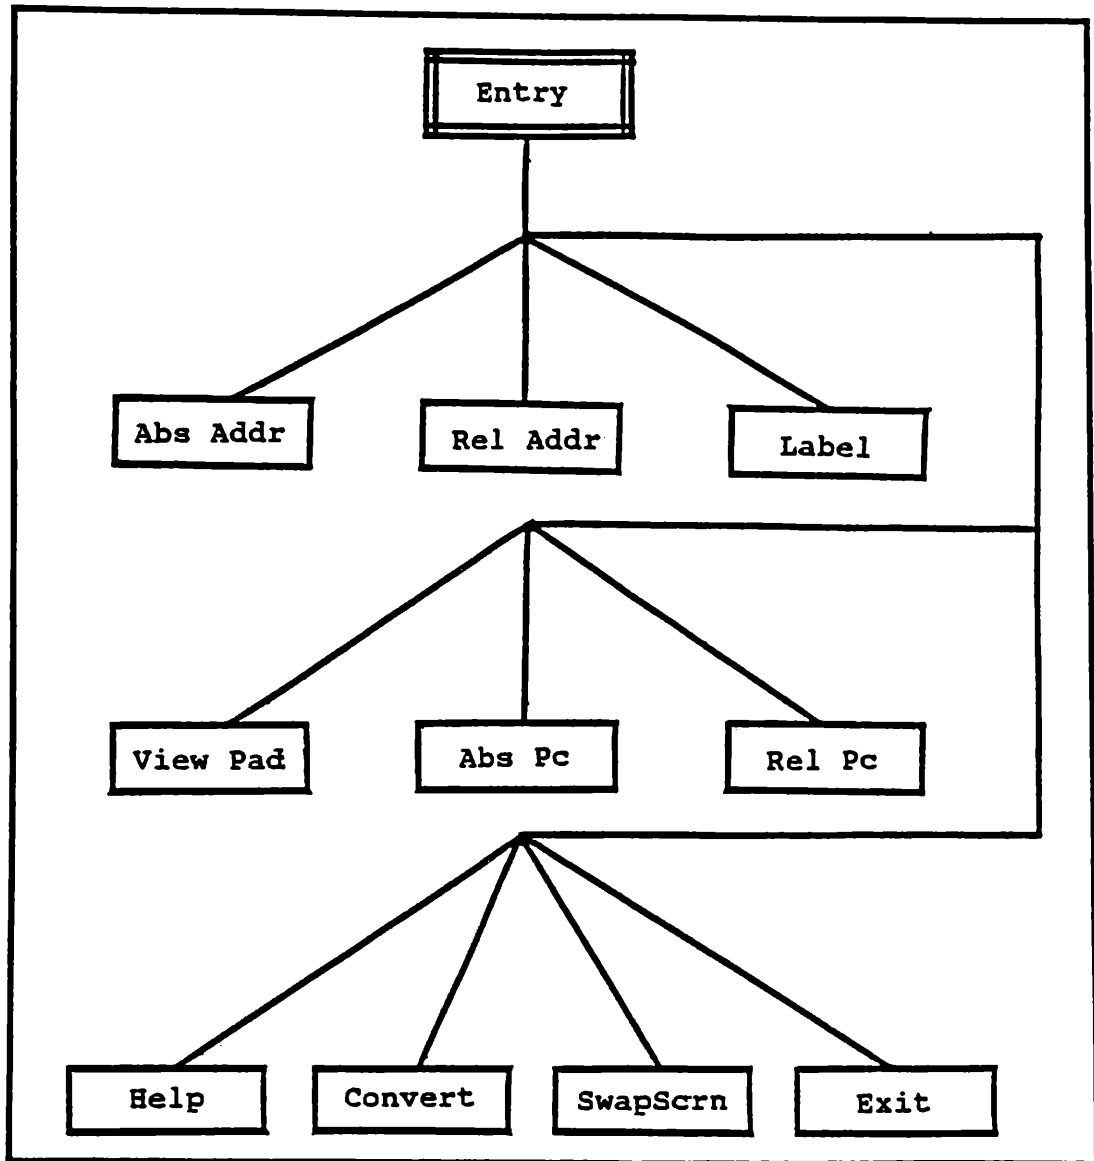 Entry
Abs Addr
Rel Addr
Label
View Pad
Abs Pc
Rel Pc
Help
Convert
SwapScrn
Exit